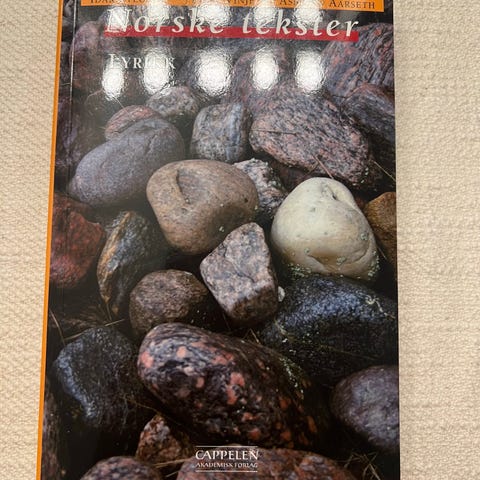 AARSETH
Norske tekster
LYRIKK
CAPPELEN
AKADEMISK FORLAG